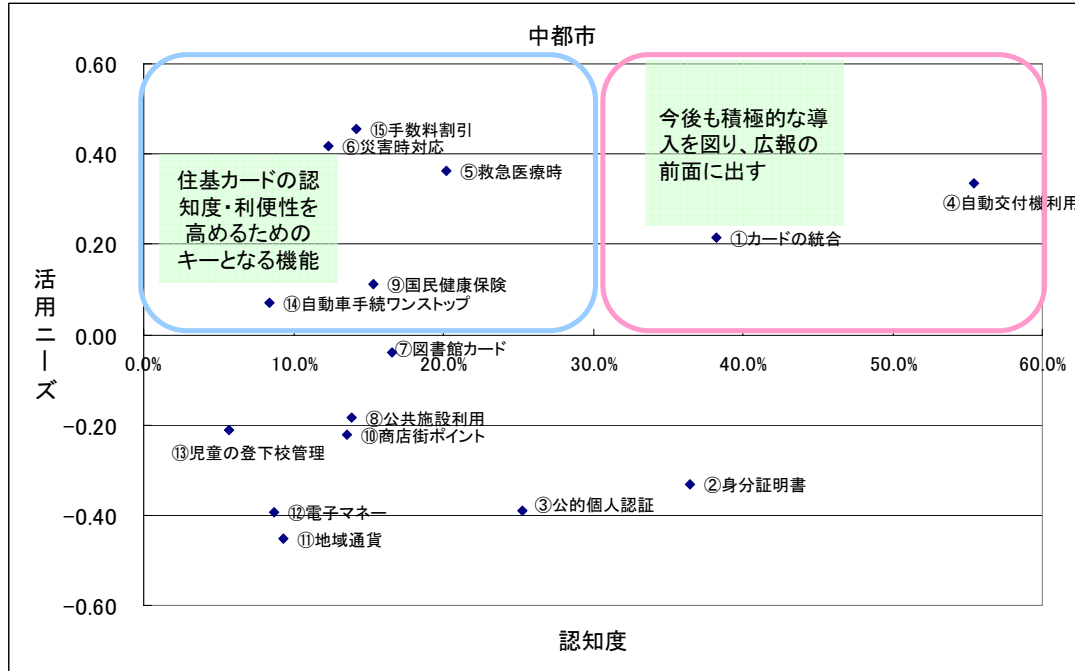 中都市
0.60
0.40
0.20
0.00
-0.20
-0.40
-0.60
活用ニーズ
⑮手数料割引
⑥災害時対応
⑤救急医療時
住基カードの認
知度・利便性を
高めるための
キーとなる機能
今後も積極的な導
入を図り、広報の
前面に出す
④自動交付機利用
①カードの統合
⑨国民健康保険
⑭自動車手続ワンストップ
⑦図書館カード
0.0%
10.0%
20.0%
30.0%
40.0%
50.0%
60.0%
⑧公共施設利用
⑩商店街ポイント
⑬児童の登下校管理
②身分証明書
③公的個人認証
⑫電子マネー
⑪地域通貨
認知度